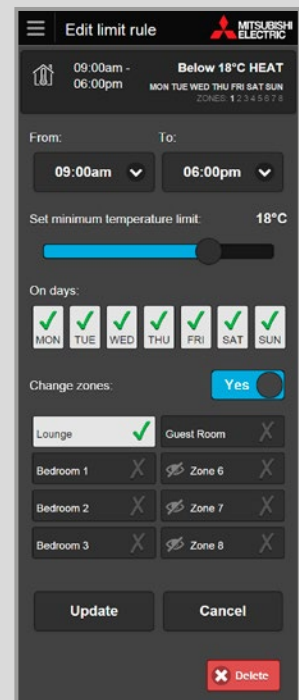 Edit limit rule
MITSUBISHI
ELECTRIC
09:00am -
06:00pm
Below 18°C HEAT
MON TUE WED THU FRI SAT SUN
ZONES: 1 2 3 4 5 6 7 8
From:
To:
09:00am
06:00pm
Set minimum temperature limit:
18°C
On days:
MON TUE WED THU FRI SAT SUN
Change zones:
Yes
Lounge
Guest Room
Bedroom 1
Zone 6
Bedroom 2
Zone 7
Bedroom 3
Zone 8
Update
Cancel
Delete